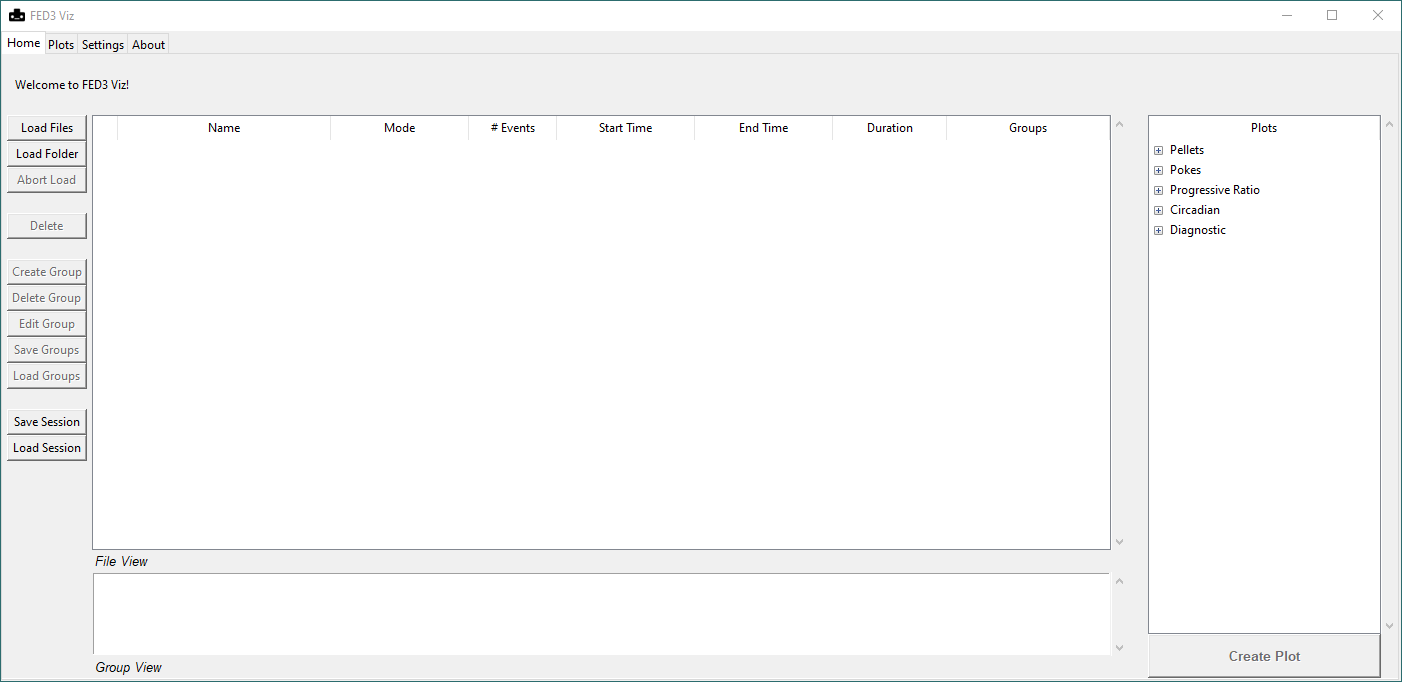 FED3 Viz
Home Plots Settings About
Welcome to FED3 Viz!
Load Files
Load Folder
Abort Load
Delete
Create Group
Delete Group
Edit Group
Save Groups
Load Groups
Save Session
Load Session
Name Mode # Events Start Time End Time Duration Groups
File View
Group View
Plots
Pellets
Pokes
Progressive Ratio
Circadian
Diagnostic
Create Plot